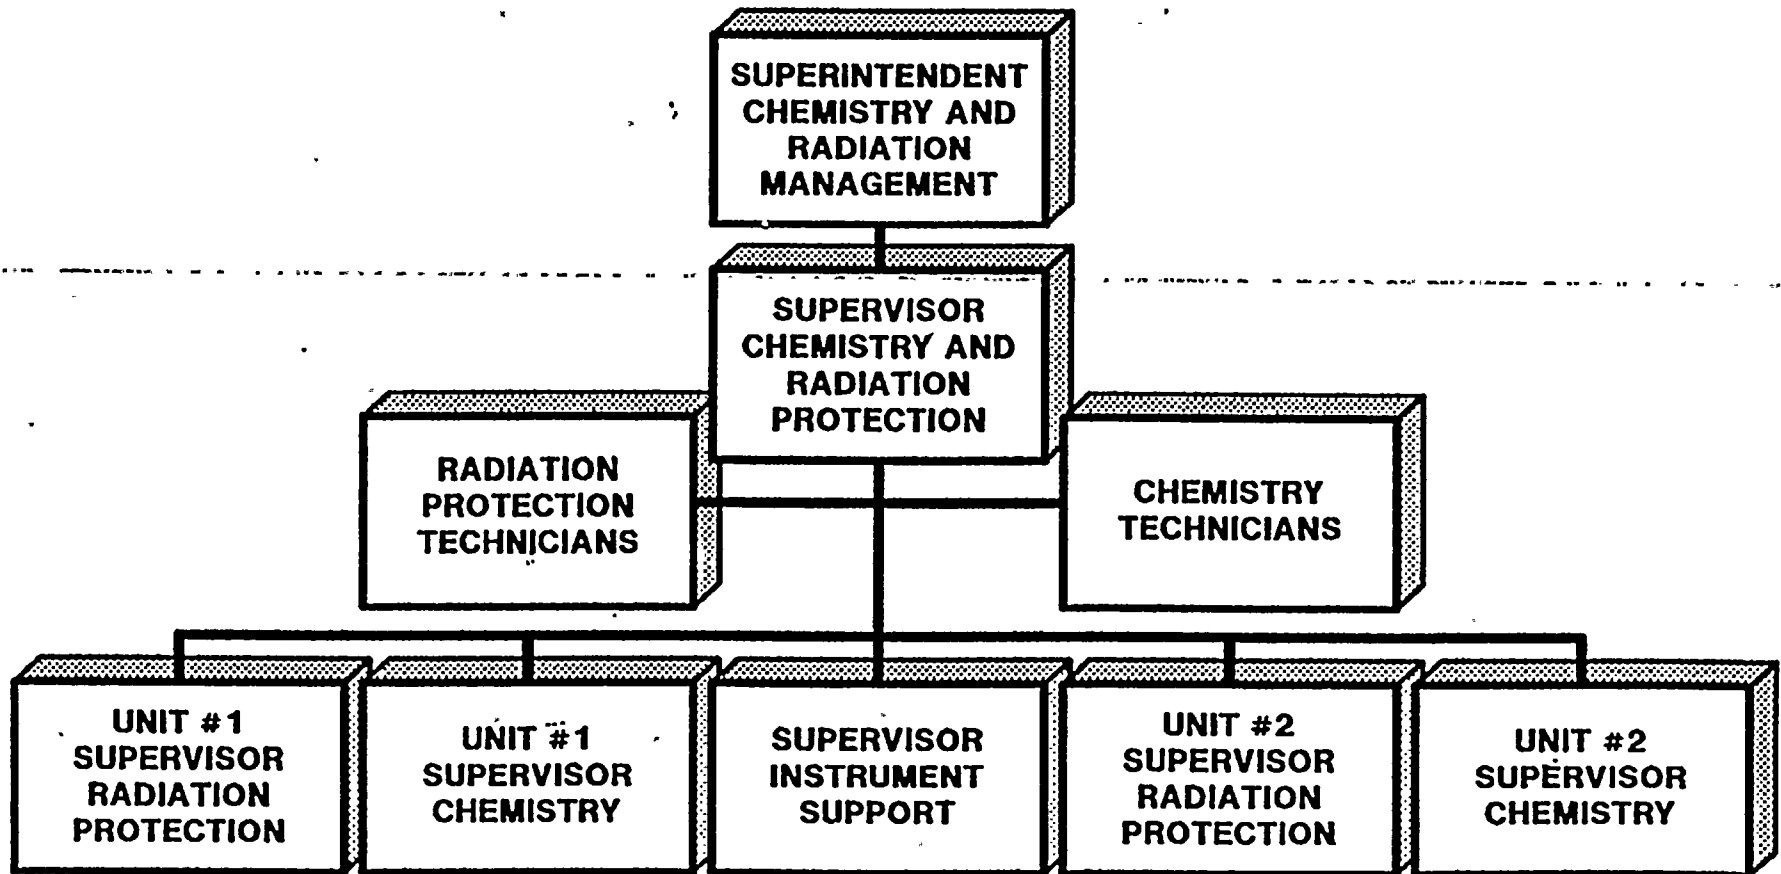 SUPERINTENDENT
CHEMISTRY AND
RADIATION
MANAGEMENT
SUPERVISOR
CHEMISTRY AND
RADIATION
PROTECTION
RADIATION
PROTECTION
TECHNICIANS
CHEMISTRY
TECHNICIANS
UNIT #1
SUPERVISOR
RADIATION
PROTECTION
UNIT #1
SUPERVISOR
CHEMISTRY
SUPERVISOR
INSTRUMENT
SUPPORT
UNIT #2
SUPERVISOR
RADIATION
PROTECTION
UNIT #2
SUPERVISOR
CHEMISTRY